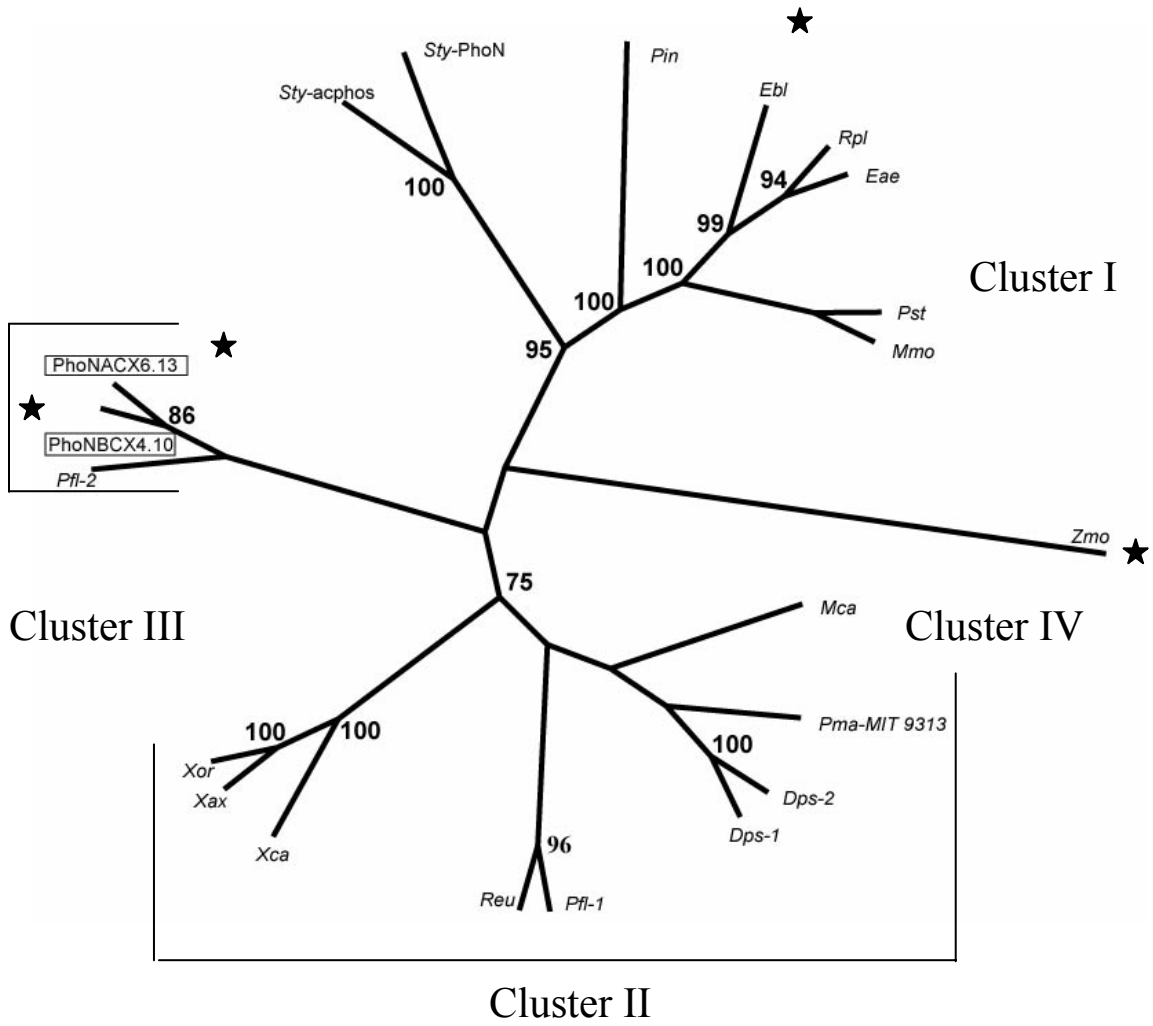 Sty-PhoN
Pin
Sty-acphos
Ebl
Rpl
94
Eae
100
99
100
Cluster I
100
Pst
95
Mmo
PhoNACX6.13
86
PhoNBCX4.10
Pfl-2
Zmo
75
Mca
Cluster III
Cluster IV
Pma-MIT 9313
100
100
100
Xor
Xax
Dps-2
Dps-1
Xca
96
Reu
Pfl-1
Cluster II